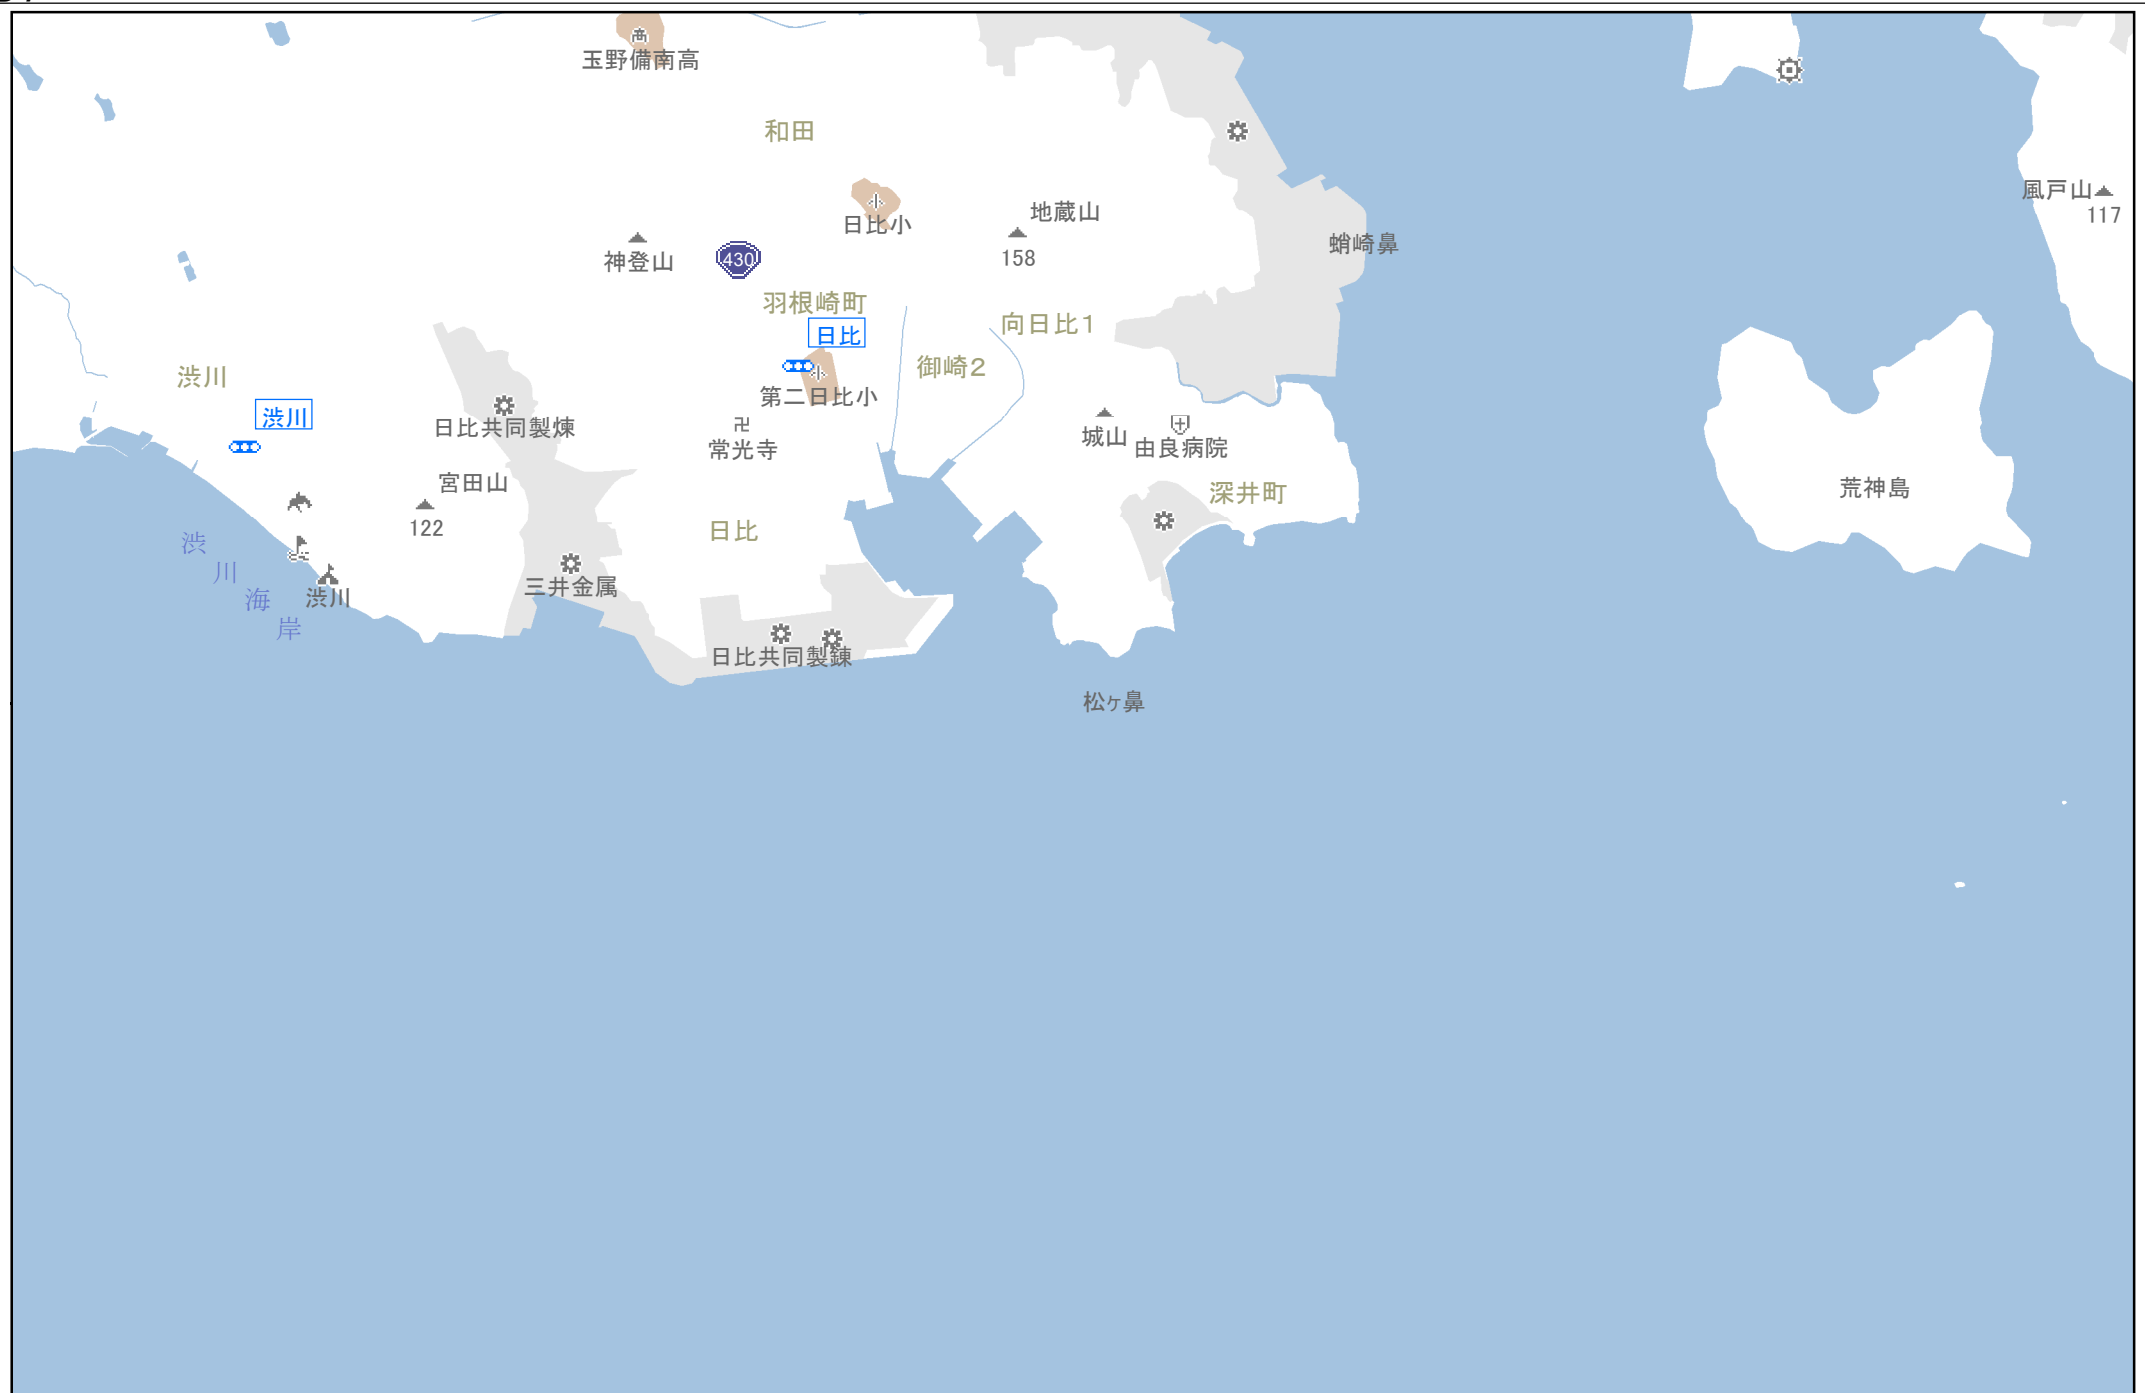 玉野備南高
和田
風戸山
117
日比小
地蔵山
158
蛸崎鼻
神登山
430
羽根崎町
日比
向日比1
御崎2
渋川
渋川
第二日比小
日比共同製煉
常光寺
城山
由良病院
宮田山
122
深井町
荒神島
日比
渋川海岸
三井金属
渋川
日比共同製錬
松ヶ鼻